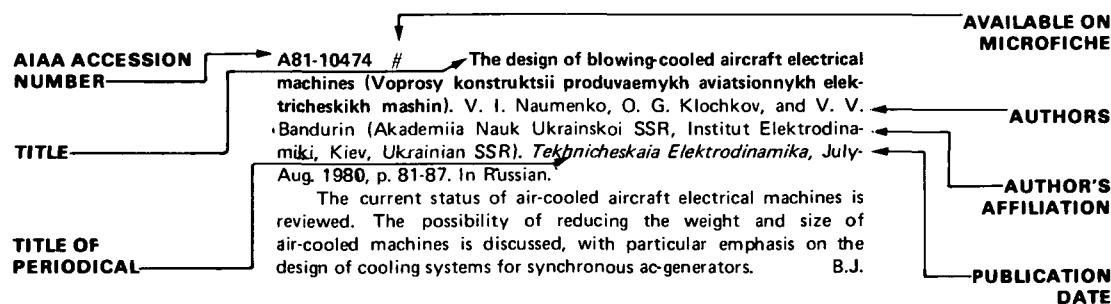 AVAILABLE ON
MICROFICHE
AIAA ACCESSION
NUMBER
TITLE
TITLE OF
PERIODICAL
A81-10474 # The design of blowing-cooled aircraft electrical
machines (Voprosy konstruktsii produvaemykh aviatsionnykh elek-
tricheskikh mashin). V. I. Naumenko, O. G. Klochkov, and V. V.
Bandurin (Akademiia Nauk Ukrainskoi SSR, Institut Elektrodina-
miki, Kiev, Ukrainian SSR). Tekhnicheskaia Elektrodinamika, July-
Aug. 1980, p. 81-87. In Russian.
The current status of air-cooled aircraft electrical machines is
reviewed. The possibility of reducing the weight and size of
air-cooled machines is discussed, with particular emphasis on the
design of cooling systems for synchronous ac-generators. B.J.
AUTHORS
AUTHOR'S
AFFILIATION
PUBLICATION
DATE